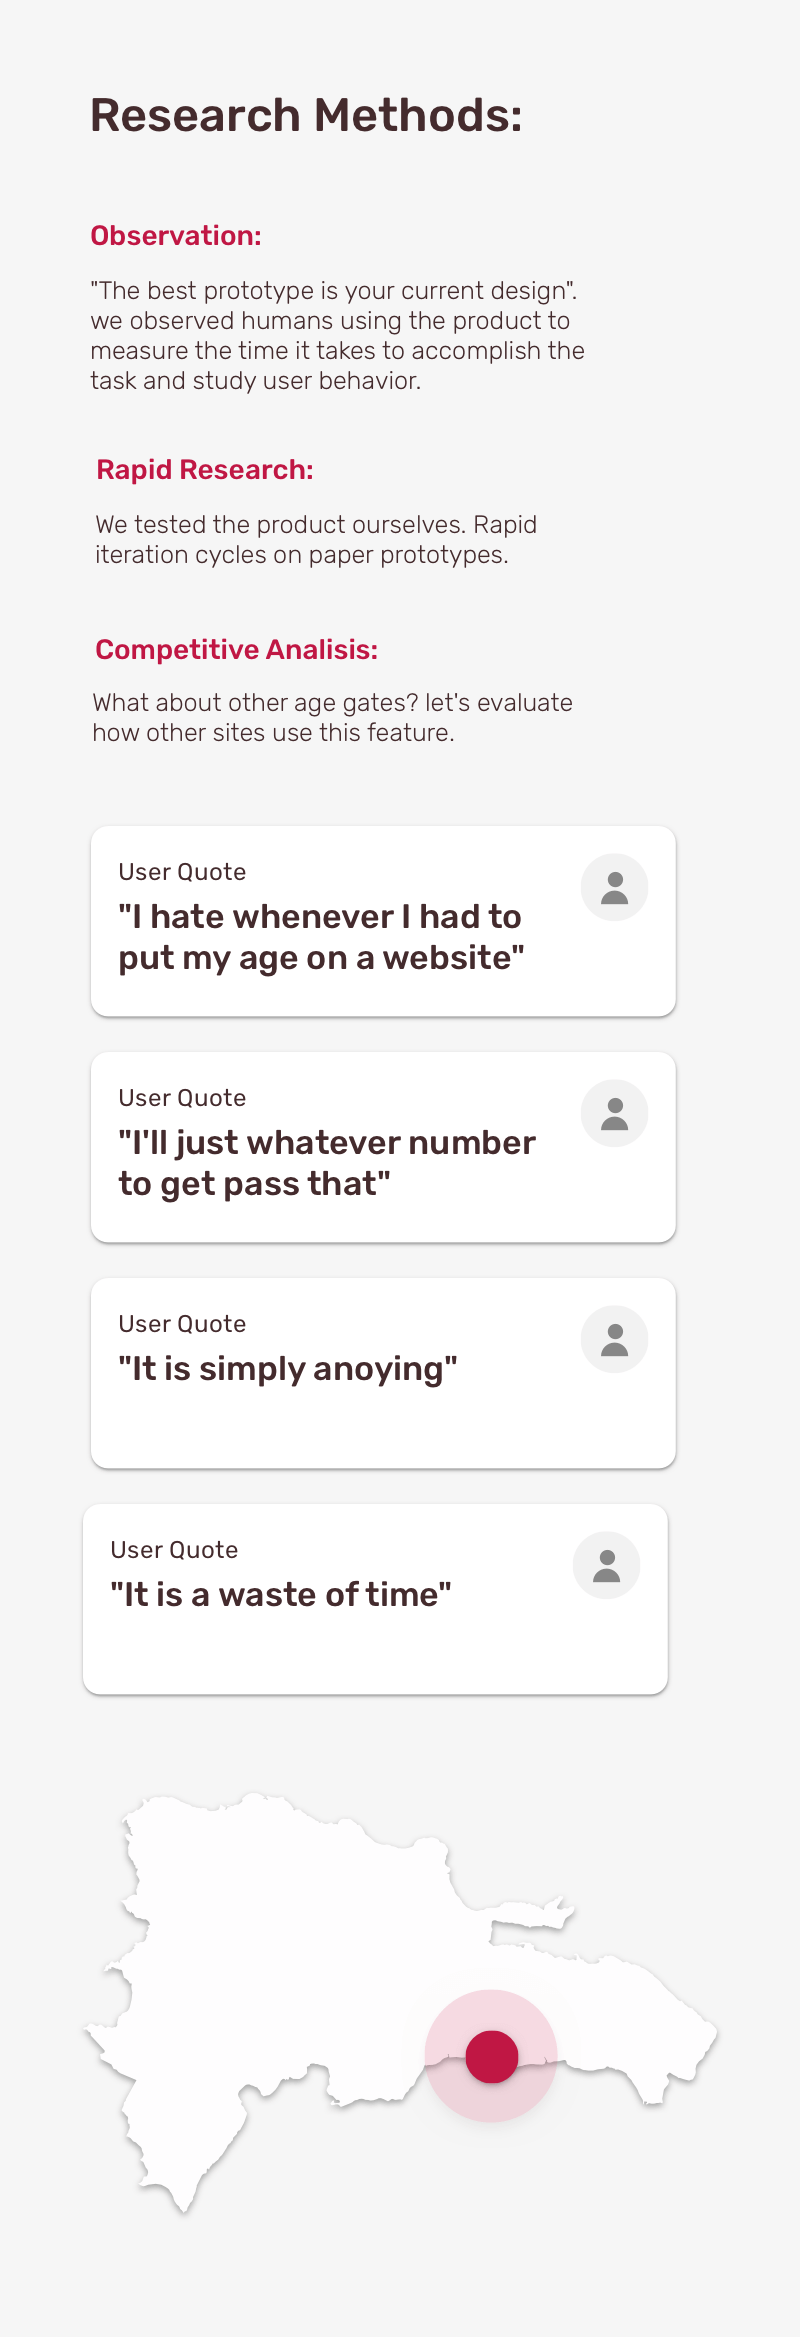 Research Methods:
Observation:
"The best prototype is your current design".
we observed humans using the product to
measure the time it takes to accomplish the
task and study user behavior.
Rapid Research:
We tested the product ourselves. Rapid
iteration cycles on paper prototypes.
Competitive Analisis:
What about other age gates? let's evaluate
how other sites use this feature.
User Quote
"I hate whenever I had to
put my age on a website"
User Quote
"I'll just whatever number
to get pass that"
User Quote
"It is simply anoying"
User Quote
"It is a waste of time"